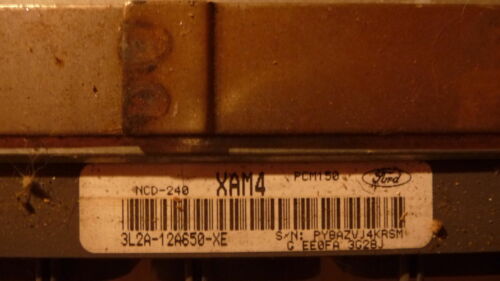 NCD-240 XAM4 PCM150 Ford
3L2A-12A650-XE S/N: PYBAZVJ4KRSM
G EE0FA 3G28J